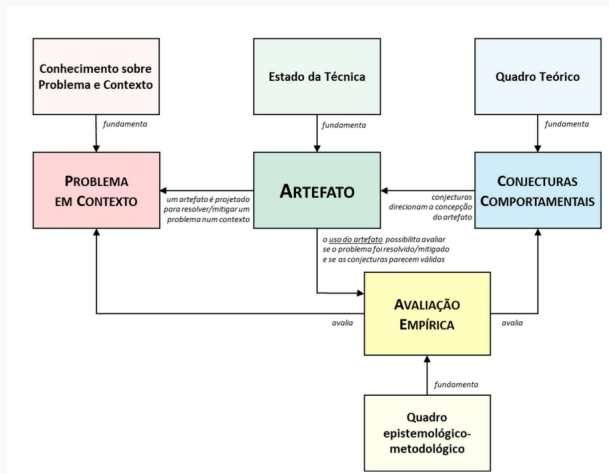 Conhecimento sobre
Problema e Contexto
Estado da Técnica
Quadro Teórico
fundamenta
fundamenta
fundamenta
PROBLEMA
EM CONTEXTO
um artefato é projetado
para resolver/mitigar um
problema num contexto
ARTEFATO
conjecturas
direcionam a concepção
do artefato
CONJECTURAS
COMPORTAMENTAIS
o uso do artefato possibilita avaliar
se o problema foi resolvido/mitigado
e se as conjecturas parecem válidas
avalia
AVALIAÇÃO
EMPÍRICA
avalia
fundamenta
Quadro
epistemológico-
metodológico